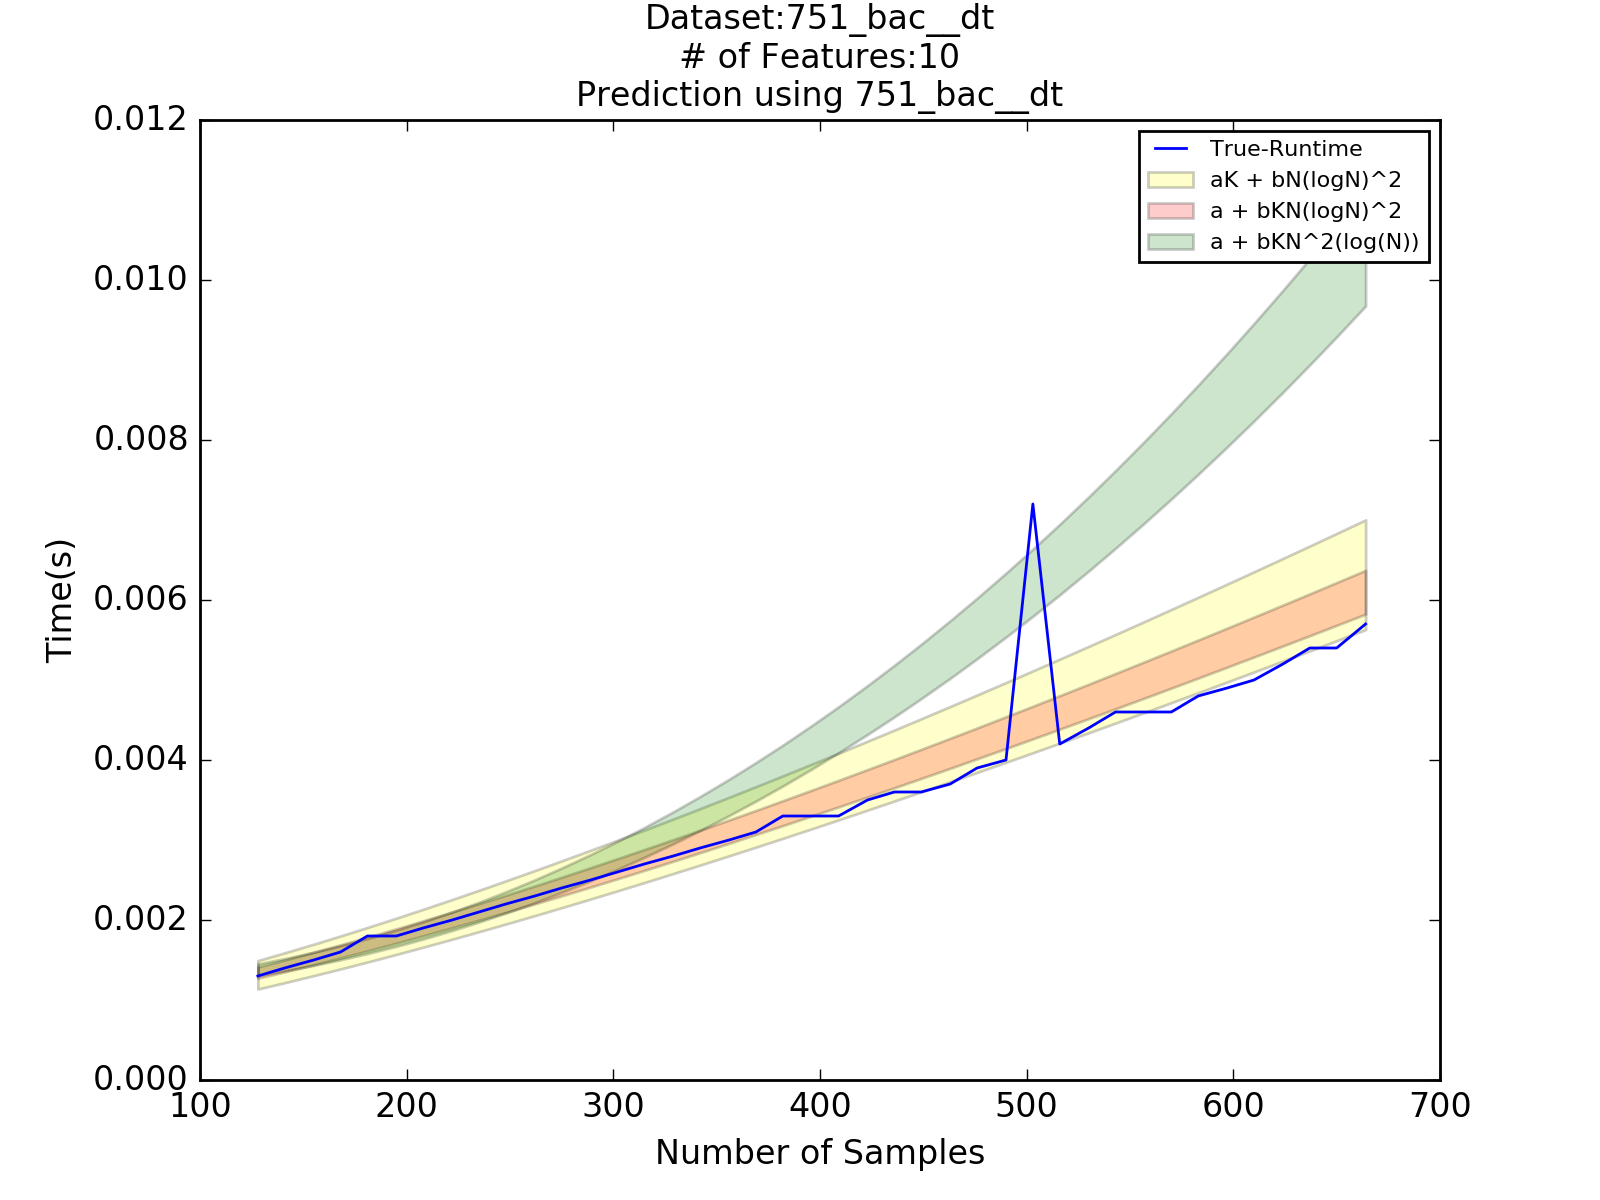 Dataset:751_bac__dt
# of Features:10
Prediction using 751_bac__dt
0.012
0.010
0.008
0.006
0.004
0.002
0.000
Time(s)
True-Runtime
aK + bN(logN)^2
a + bKN(logN)^2
a + bKN^2(log(N))
100 200 300 400 500 600 700
Number of Samples